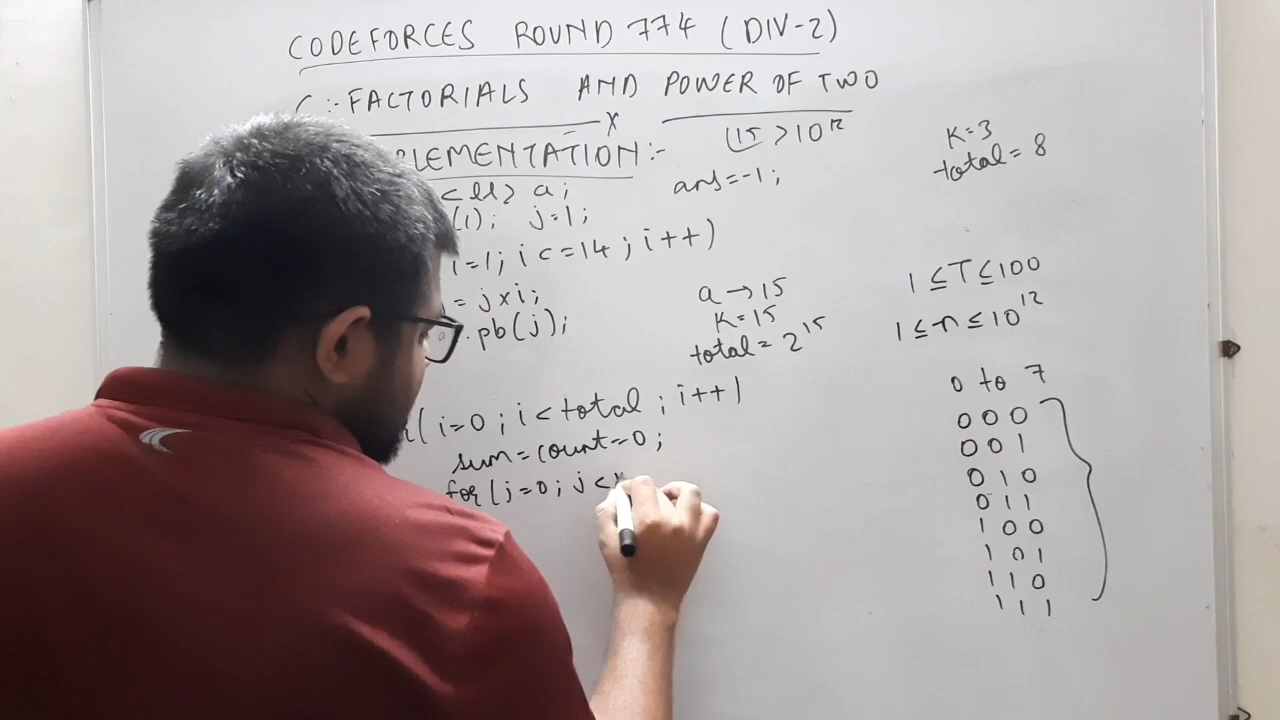 CODEFORCES ROUND 774 (DIV-2)
C:- FACTORIALS AND POWER OF TWO
X
PLEMENTATION:-
⌊15 > 10^12
<ll> a;
ans=-1;
(1); j=1;
i=1; i<=14; i++)
= j×i;
.pb(j);
a → 15
K=15
total = 2^15
( i=0; i<total; i++)
sum=count=0;
for(j=0; j<
K=3
total = 8
1 ≤ T ≤ 100
1 ≤ n ≤ 10^12
0 to 7
0 0 0
0 0 1
0 1 0
0 1 1
1 0 0
1 0 1
1 1 0
1 1 1